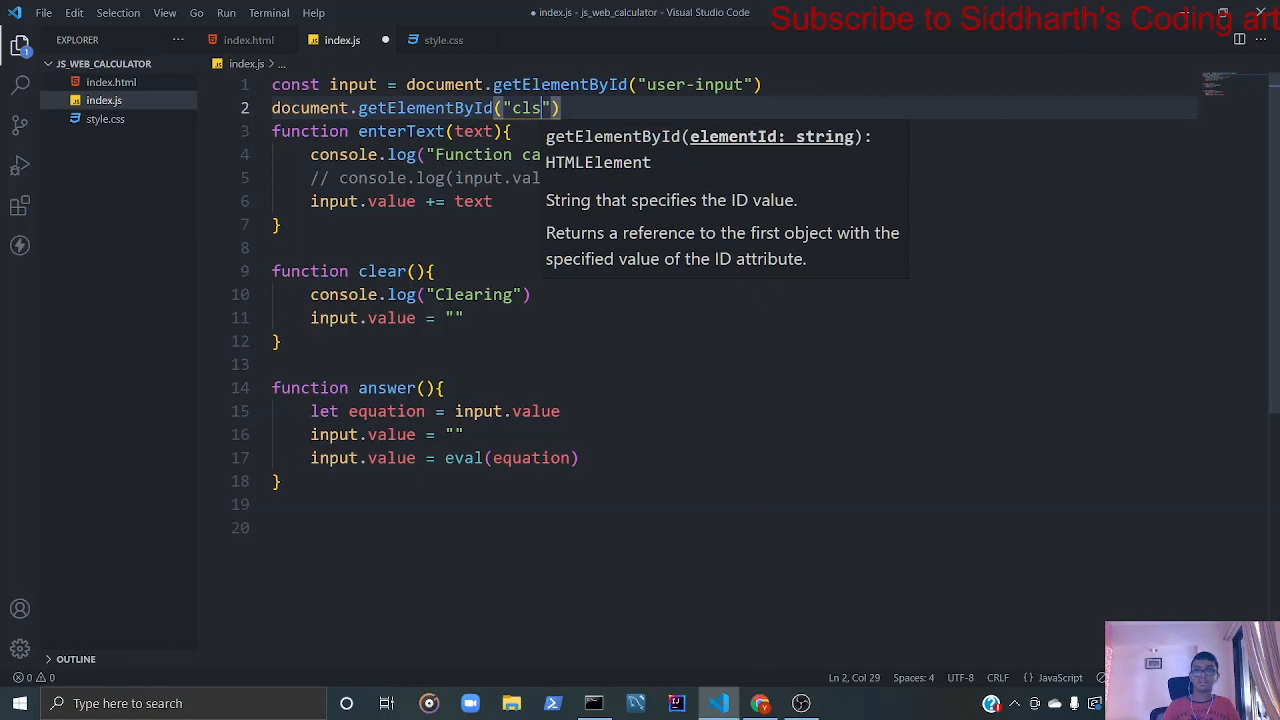 File Edit Selection View Go Run Terminal Help
● index.js - js_web_calculator - Visual Studio Code
Subscribe to Siddharth's Coding art
EXPLORER
index.html
JS index.js
style.css
JS_WEB_CALCULATOR
JS index.js > ...
index.html
JS index.js
style.css
1 const input = document.getElementById("user-input")
2 document.getElementById("cls")
3 function enterText(text){
4 console.log("Function ca
5 // console.log(input.val
6 input.value += text
7 }
8
9 function clear(){
10 console.log("Clearing")
11 input.value = ""
12 }
13
14 function answer(){
15 let equation = input.value
16 input.value = ""
17 input.value = eval(equation)
18 }
19
20
getElementById(elementId: string):
HTMLElement
String that specifies the ID value.
Returns a reference to the first object with the
specified value of the ID attribute.
1
OUTLINE
0 0
Ln 2, Col 29 Spaces: 4 UTF-8 CRLF {} JavaScript
Type here to search